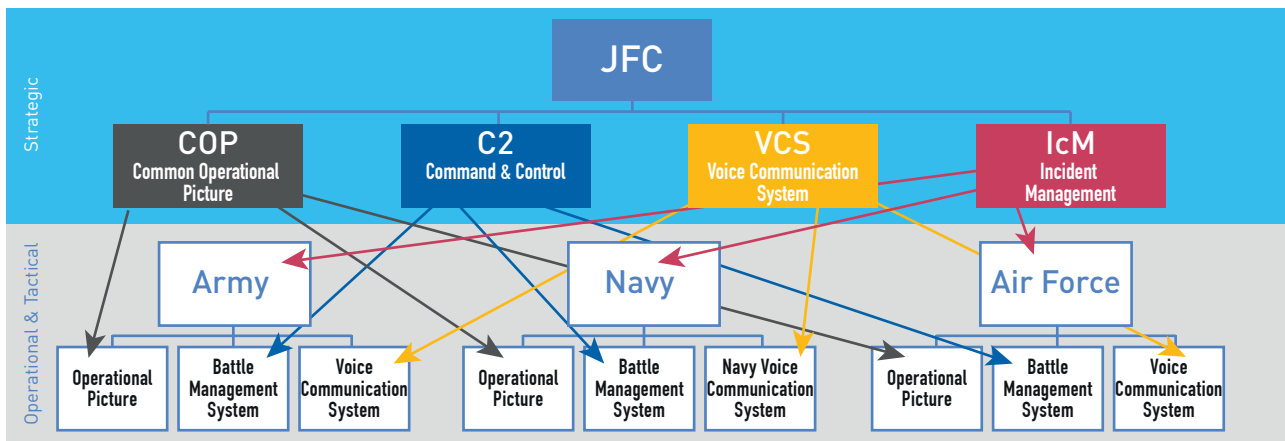 JFC
Strategic
COP
Common Operational
Picture
C2
Command & Control
VCS
Voice Communication
System
IcM
Incident
Management
Operational & Tactical
Army
Navy
Air Force
Operational
Picture
Battle
Management
System
Voice
Communication
System
Operational
Picture
Battle
Management
System
Navy Voice
Communication
System
Operational
Picture
Battle
Management
System
Voice
Communication
System